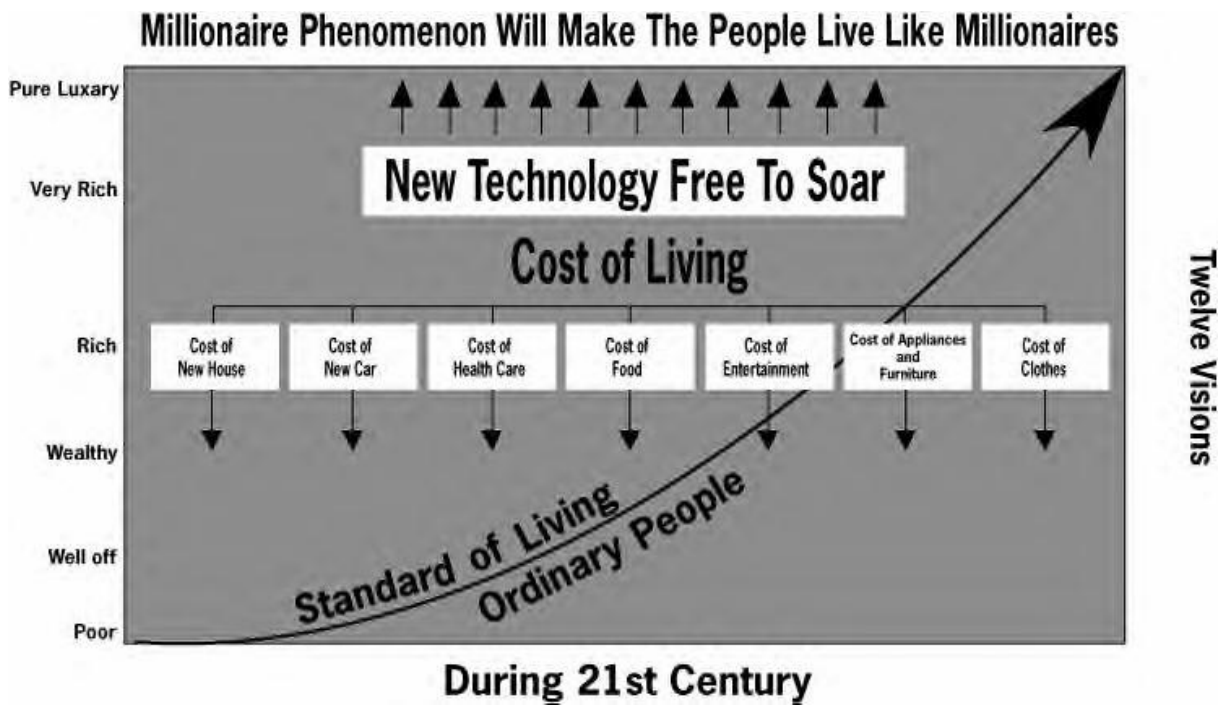 Millionaire Phenomenon Will Make The People Live Like Millionaires
Pure Luxary
Very Rich
Rich
Wealthy
Well off
Poor
New Technology Free To Soar
Cost of Living
Cost of
New House
Cost of
New Car
Cost of
Health Care
Cost of
Food
Cost of
Entertainment
Cost of Appliances
and
Furniture
Cost of
Clothes
Standard of Living
Ordinary People
Twelve Visions
During 21st Century